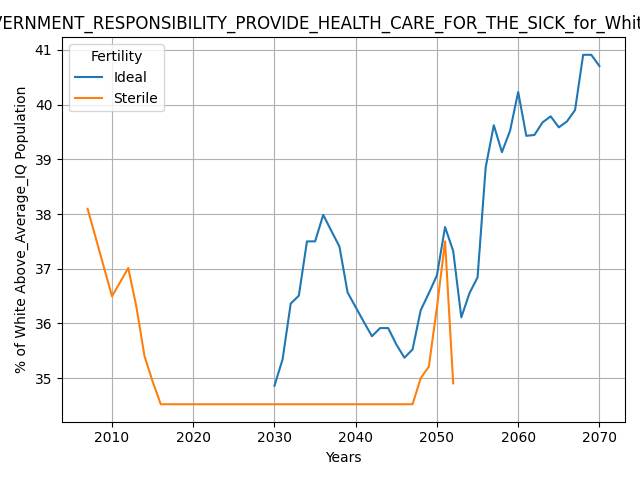 VERNMENT_RESPONSIBILITY_PROVIDE_HEALTH_CARE_FOR_THE_SICK_for_Whit
Fertility
Ideal
Sterile
% of White Above_Average_IQ Population
41
40
39
38
37
36
35
2010 2020 2030 2040 2050 2060 2070
Years